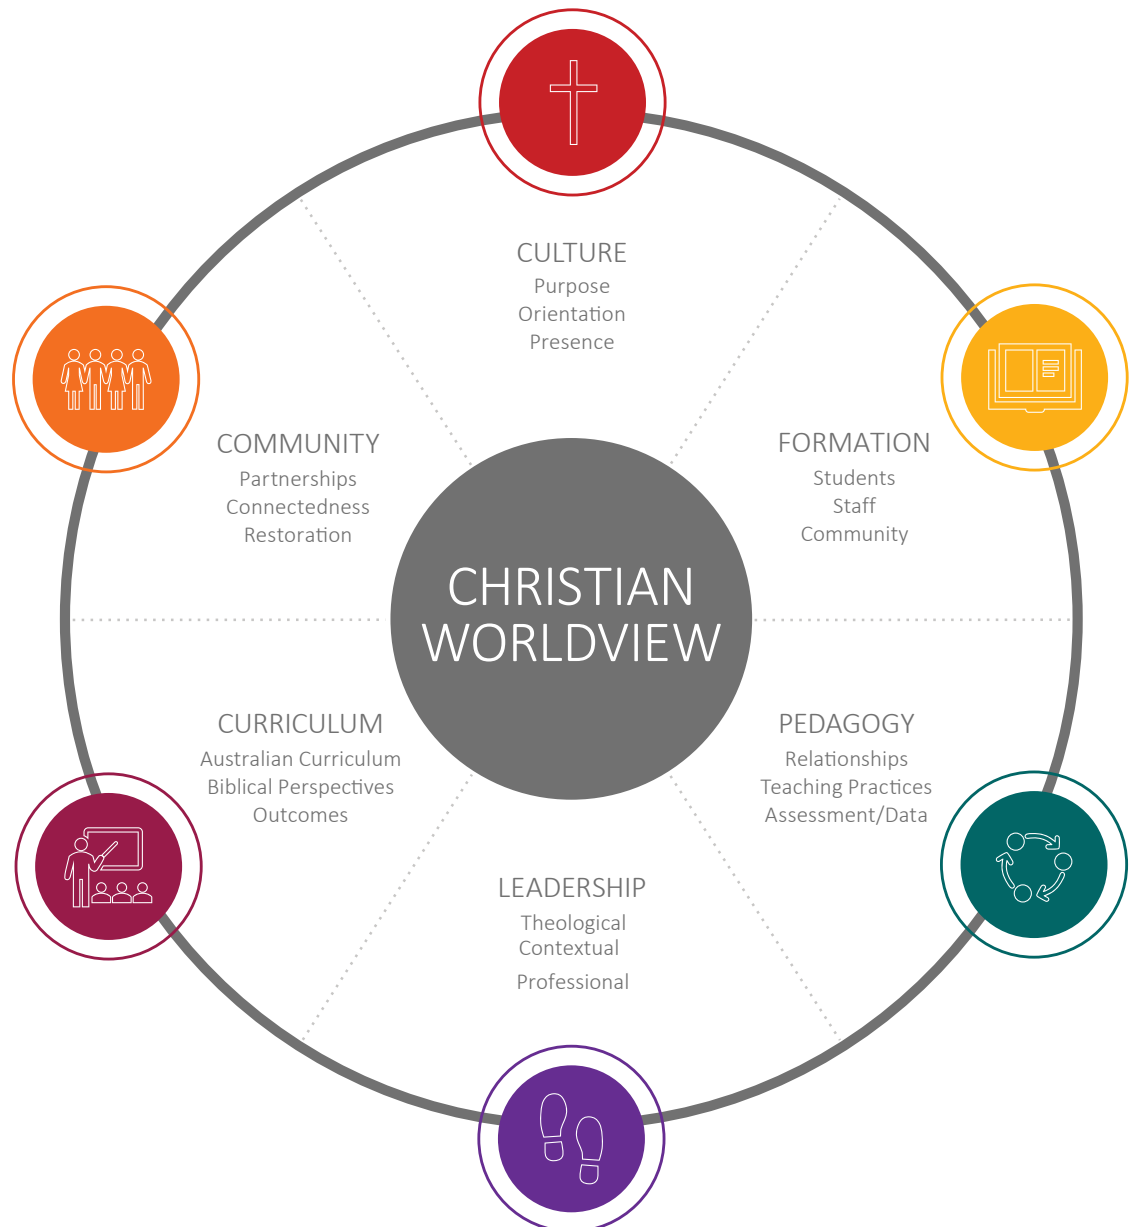 CULTURE
Purpose
Orientation
Presence
FORMATION
Students
Staff
Community
PEDAGOGY
Relationships
Teaching Practices
Assessment/Data
LEADERSHIP
Theological
Contextual
Professional
CURRICULUM
Australian Curriculum
Biblical Perspectives
Outcomes
COMMUNITY
Partnerships
Connectedness
Restoration
CHRISTIAN
WORLDVIEW